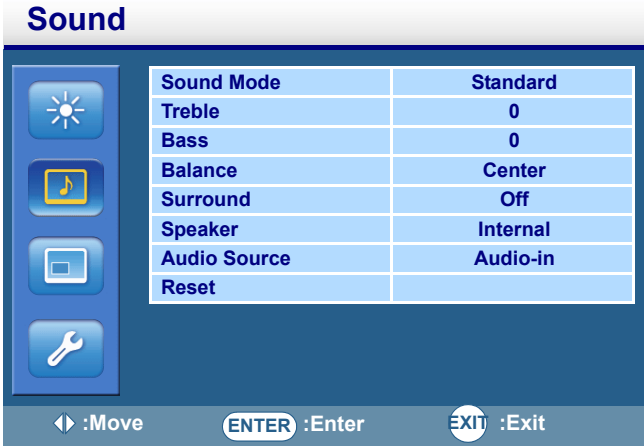 Sound
Sound Mode Standard
Treble 0
Bass 0
Balance Center
Surround Off
Speaker Internal
Audio Source Audio-in
Reset
:Move ENTER :Enter EXIT :Exit